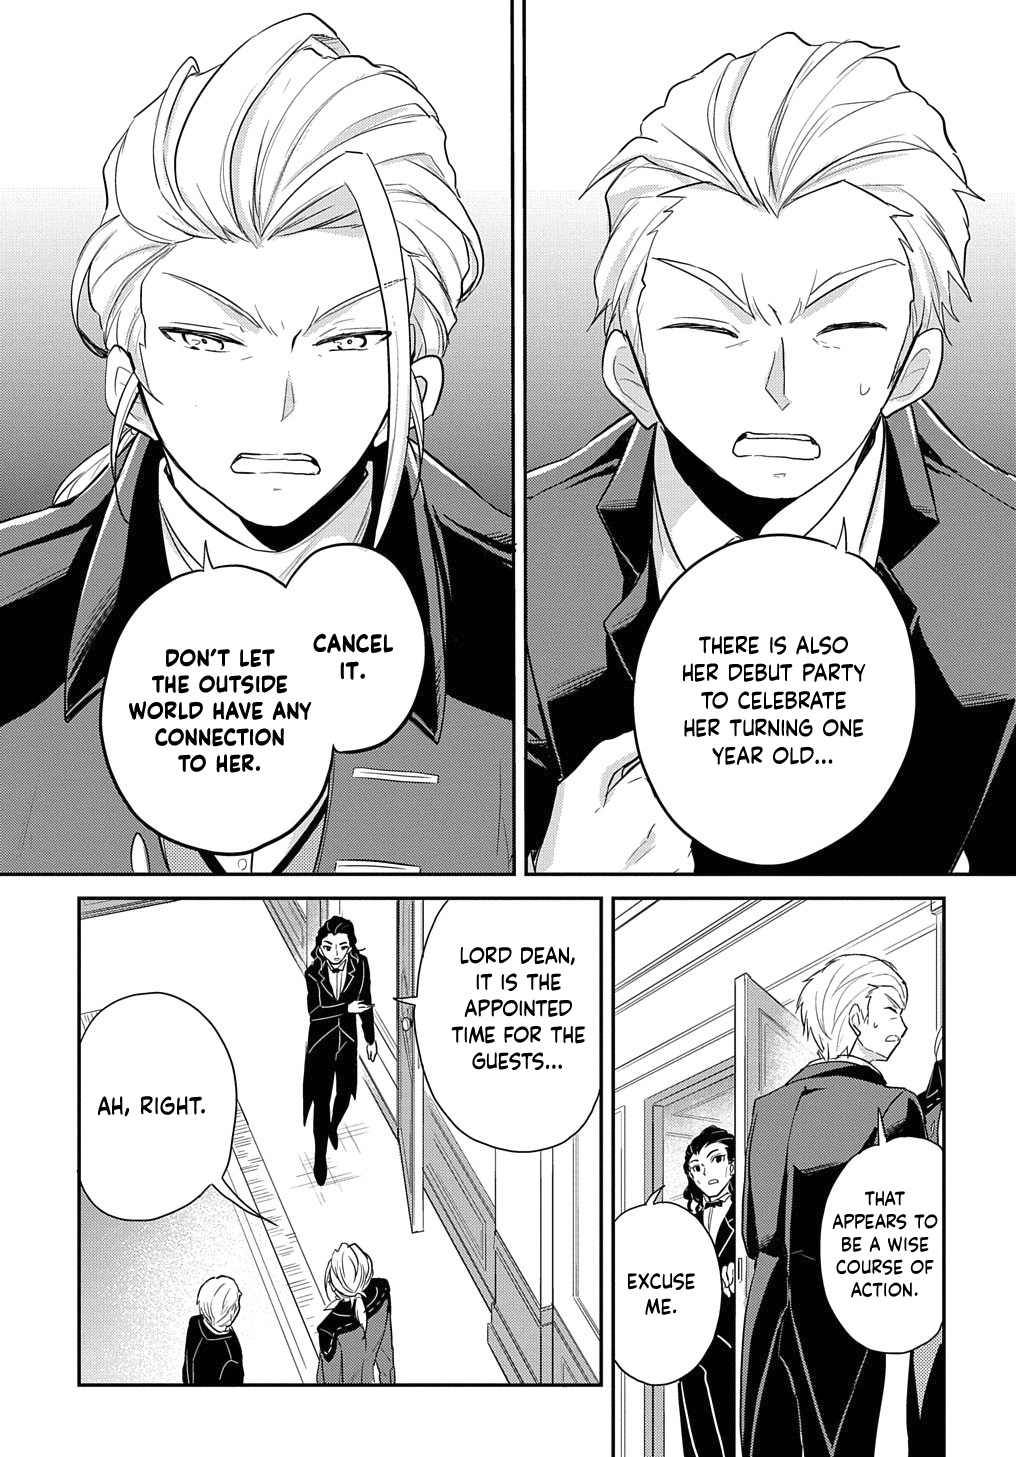 THERE IS ALSO
HER DEBUT PARTY
TO CELEBRATE
HER TURNING ONE
YEAR OLD...
CANCEL
IT.
DON'T LET
THE OUTSIDE
WORLD HAVE ANY
CONNECTION
TO HER.
THAT
APPEARS TO
BE A WISE
COURSE OF
ACTION.
EXCUSE
ME.
LORD DEAN,
IT IS THE
APPOINTED
TIME FOR THE
GUESTS...
AH, RIGHT.